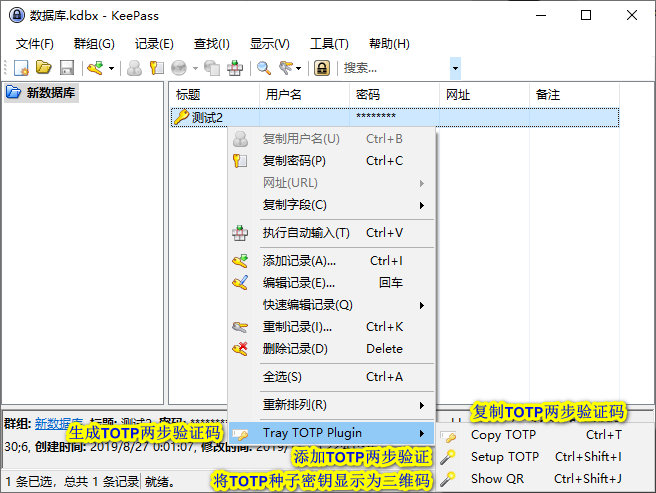 数据库.kdbx - KeePass
文件(F) 群组(G) 记录(E) 查找(I) 显示(V) 工具(T) 帮助(H)
搜索...
新数据库
标题 用户名 密码 网址 备注
测试2 ********
复制用户名(U) Ctrl+B
复制密码(P) Ctrl+C
网址(URL)
复制字段(C)
执行自动输入(T) Ctrl+V
添加记录(A)... Ctrl+I
编辑记录(E)... 回车
快速编辑记录(Q)
重制记录(I)... Ctrl+K
删除记录(D) Delete
全选(S) Ctrl+A
重新排列(R)
复制TOTP两步验证码
群组: 新数据库, 标题: 测试2, 密码: ********
生成TOTP两步验证码
Tray TOTP Plugin
Copy TOTP Ctrl+T
30;6, 创建时间: 2019/8/27 0:01:07, 修改时间: 2019/
添加TOTP两步验证
Setup TOTP Ctrl+Shift+I
将TOTP种子密钥显示为三维码
Show QR Ctrl+Shift+J
1 条已选，总共 1 条记录 就绪。